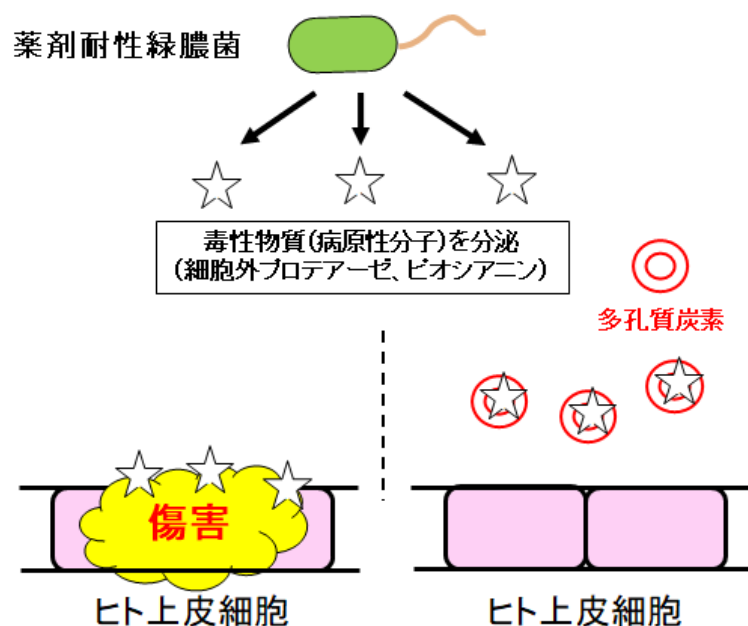 薬剤耐性緑膿菌
毒性物質(病原性分子)を分泌
(細胞外プロテアーゼ、ピオシアニン)
多孔質炭素
傷害
ヒト上皮細胞
ヒト上皮細胞